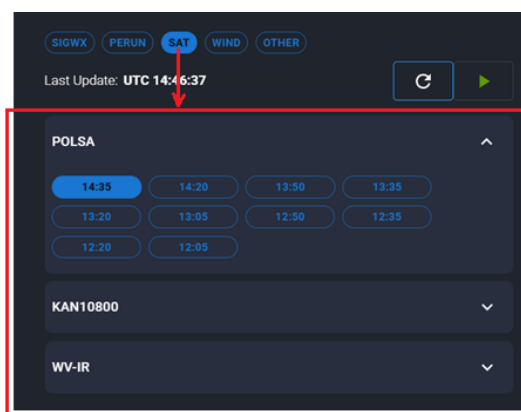 SIGWX PERUN SAT WIND OTHER
Last Update: UTC 14:46:37
POLSA
14:35 14:20 13:50 13:35
13:20 13:05 12:50 12:35
12:20 12:05
KAN10800
WV-IR